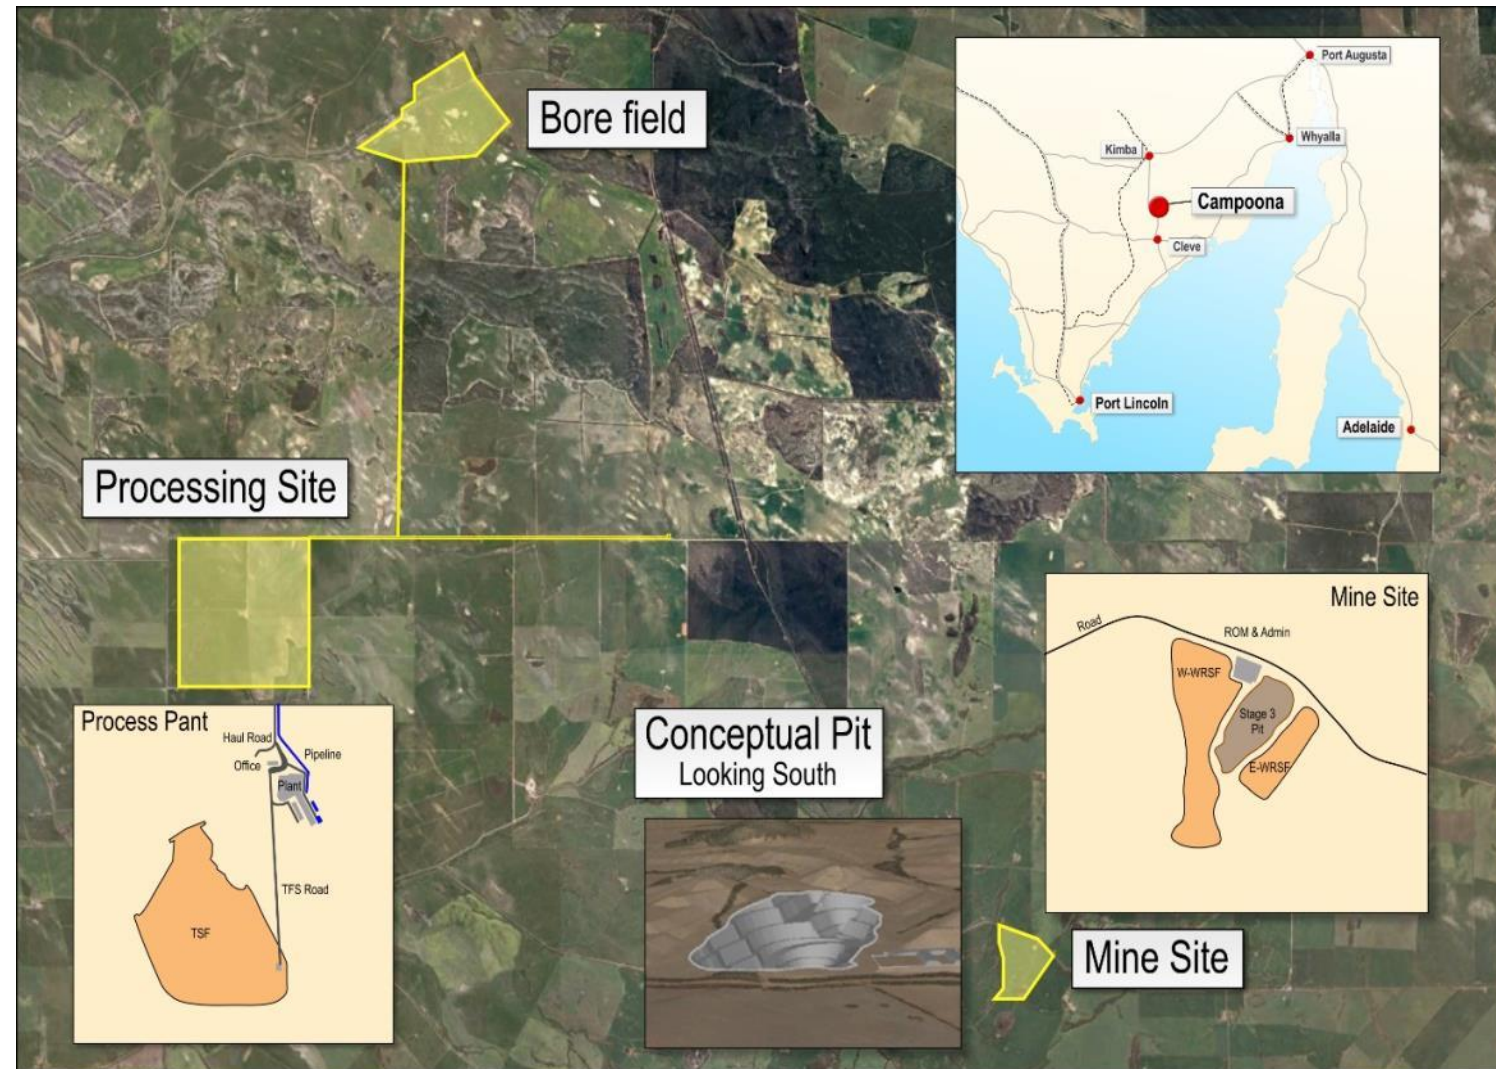 Bore field
Port Augusta
Whyalla
Kimba
Campoona
Cleve
Port Lincoln
Adelaide
Processing Site
Mine Site
Road
ROM & Admin
W-WRSF
Stage 3
Pit
E-WRSF
Process Pant
Haul Road
Pipeline
Office
Plant
TFS Road
TSF
Conceptual Pit
Looking South
Mine Site